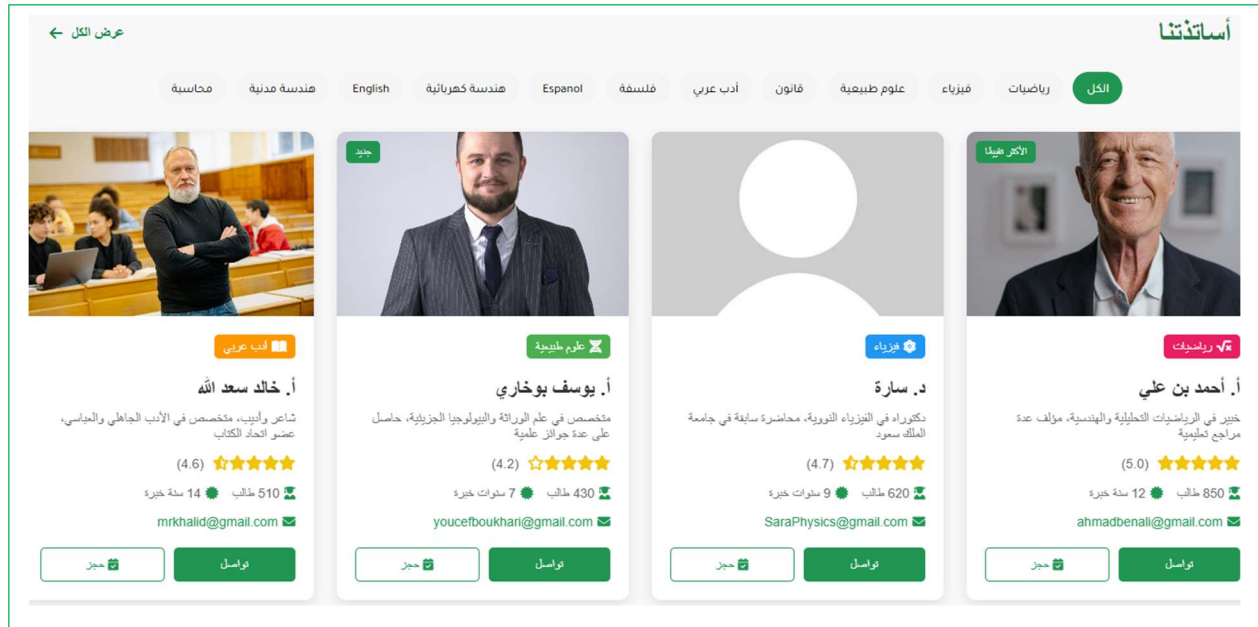 أساتذتنا
عرض الكل ←
الكل رياضيات فيزياء علوم طبيعية قانون أدب عربي فلسفة Espanol هندسة كهربائية English هندسة مدنية محاسبة
الأكثر تقييمًا
رياضيات
أ. أحمد بن علي
خبير في الرياضيات التحليلية والهندسية، مؤلف عدة
مراجع تعليمية
(5.0)
850 طالب 12 سنة خبرة
ahmadbenali@gmail.com
تواصل حجز
فيزياء
د. سارة
دكتوراه في الفيزياء النووية، محاضرة سابقة في جامعة
الملك سعود
(4.7)
620 طالب 9 سنوات خبرة
SaraPhysics@gmail.com
تواصل حجز
جديد
علوم طبيعية
أ. يوسف بوخاري
متخصص في علم الوراثة والبيولوجيا الجزيئية، حاصل
على عدة جوائز علمية
(4.2)
430 طالب 7 سنوات خبرة
youcefboukhari@gmail.com
تواصل حجز
أدب عربي
أ. خالد سعد الله
شاعر وأديب، متخصص في الأدب الجاهلي والعباسي،
عضو اتحاد الكتاب
(4.6)
510 طالب 14 سنة خبرة
mrkhalid@gmail.com
تواصل حجز